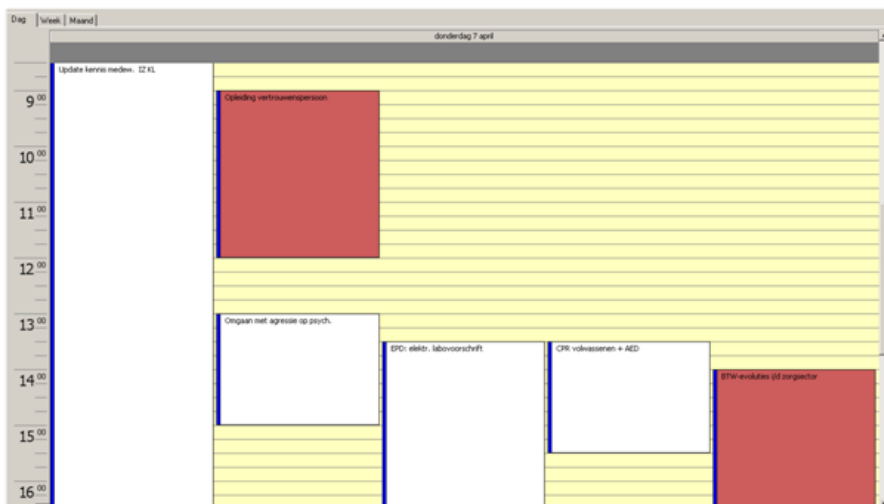 Dag Week Maand
donderdag 7 april
Update kennis medew. IZ KL
9 00
Opleiding vertrouwenspersoon
10 00
11 00
12 00
13 00
Omgaan met agressie op psych.
EPD: elektr. labovoorschrift
CPR volwassenen + AED
14 00
BTW-evoluties i/d zorgsector
15 00
16 00